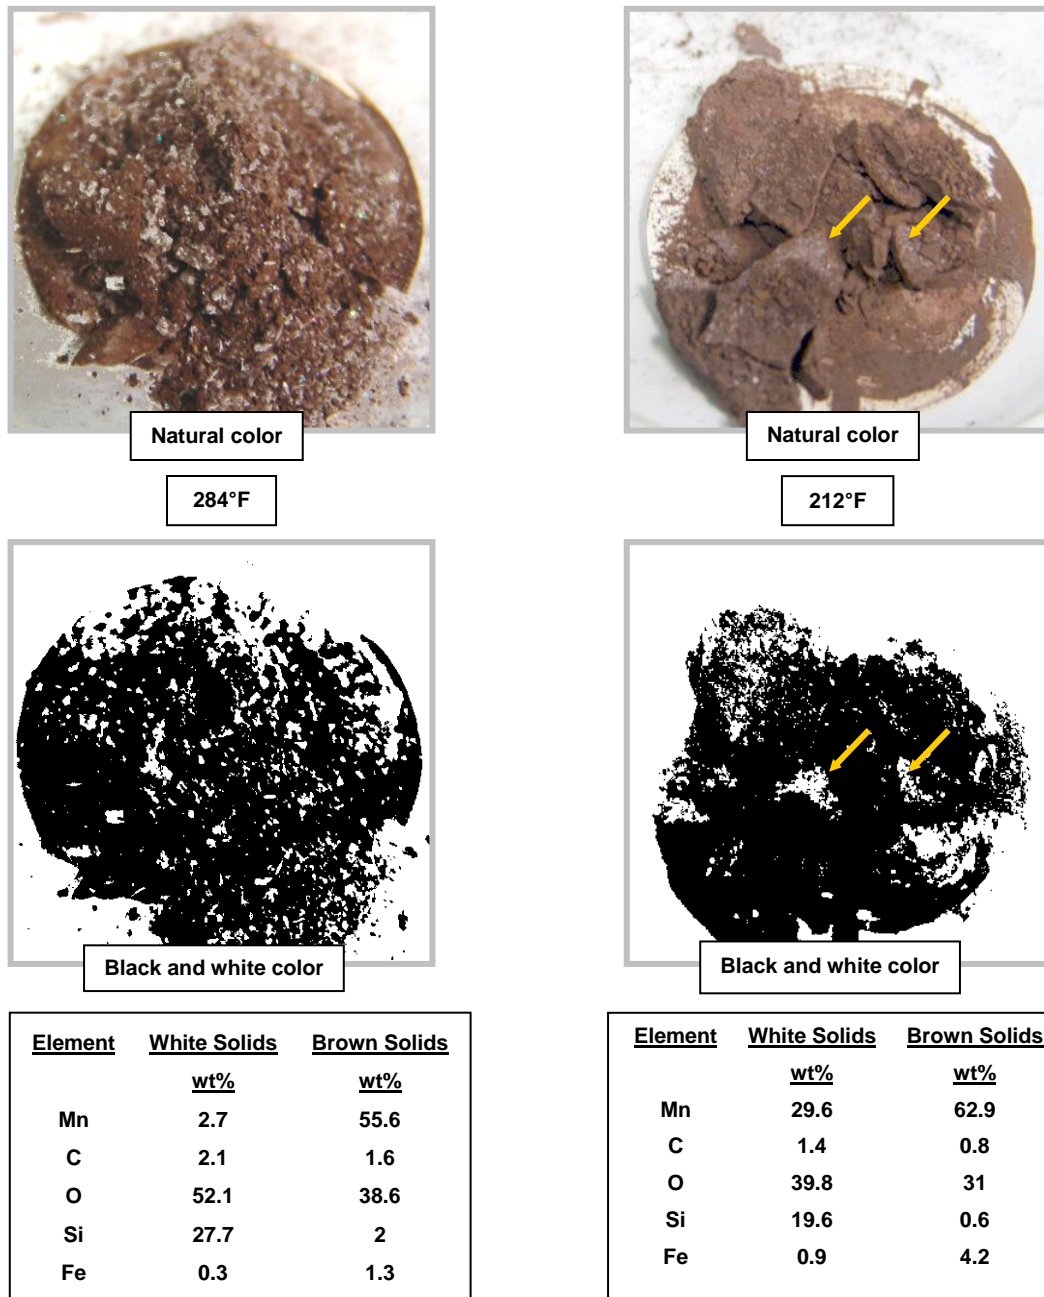 Natural color
284°F
Black and white color
Element White Solids Brown Solids
wt% wt%
Mn 2.7 55.6
C 2.1 1.6
O 52.1 38.6
Si 27.7 2
Fe 0.3 1.3
Natural color
212°F
Black and white color
Element White Solids Brown Solids
wt% wt%
Mn 29.6 62.9
C 1.4 0.8
O 39.8 31
Si 19.6 0.6
Fe 0.9 4.2